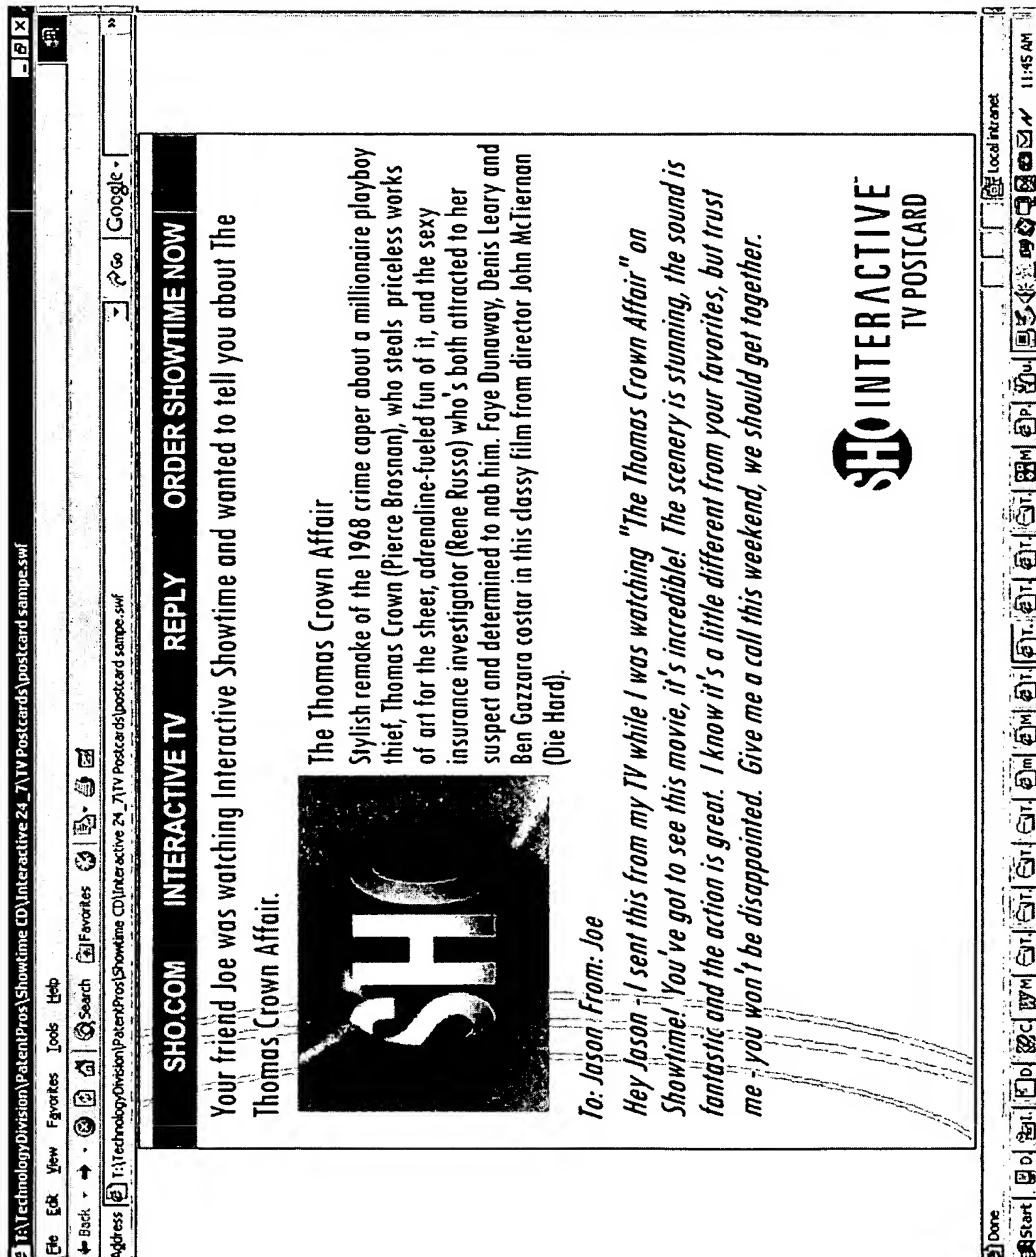 T:\TechnologyDivision\PatentPros\Showtime CD\Interactive 24_7\TV Postcards\postcard sampe.swf
File Edit View Favorites Tools Help
Back Search Favorites
Address T:\TechnologyDivision\PatentPros\Showtime CD\Interactive 24_7\TV Postcards\postcard sampe.swf Go Google
SHO.COM INTERACTIVE TV REPLY ORDER SHOWTIME NOW
Your friend Joe was watching Interactive Showtime and wanted to tell you about The
Thomas Crown Affair.
SHO
The Thomas Crown Affair
Stylish remake of the 1968 crime caper about a millionaire playboy
thief, Thomas Crown (Pierce Brosnan), who steals priceless works
of art for the sheer, adrenaline-fueled fun of it, and the sexy
insurance investigator (Rene Russo) who's both attracted to her
suspect and determined to nab him. Faye Dunaway, Denis Leary and
Ben Gazzara costar in this classy film from director John McTiernan
(Die Hard).
To: Jason From: Joe
Hey Jason - I sent this from my TV while I was watching "The Thomas Crown Affair" on
Showtime! You've got to see this movie, it's incredible! The scenery is stunning, the sound is
fantastic and the action is great. I know it's a little different from your favorites, but trust
me - you won't be disappointed. Give me a call this weekend, we should get together.
SHO INTERACTIVE
TV POSTCARD
Done Local intranet
Start 11:45 AM